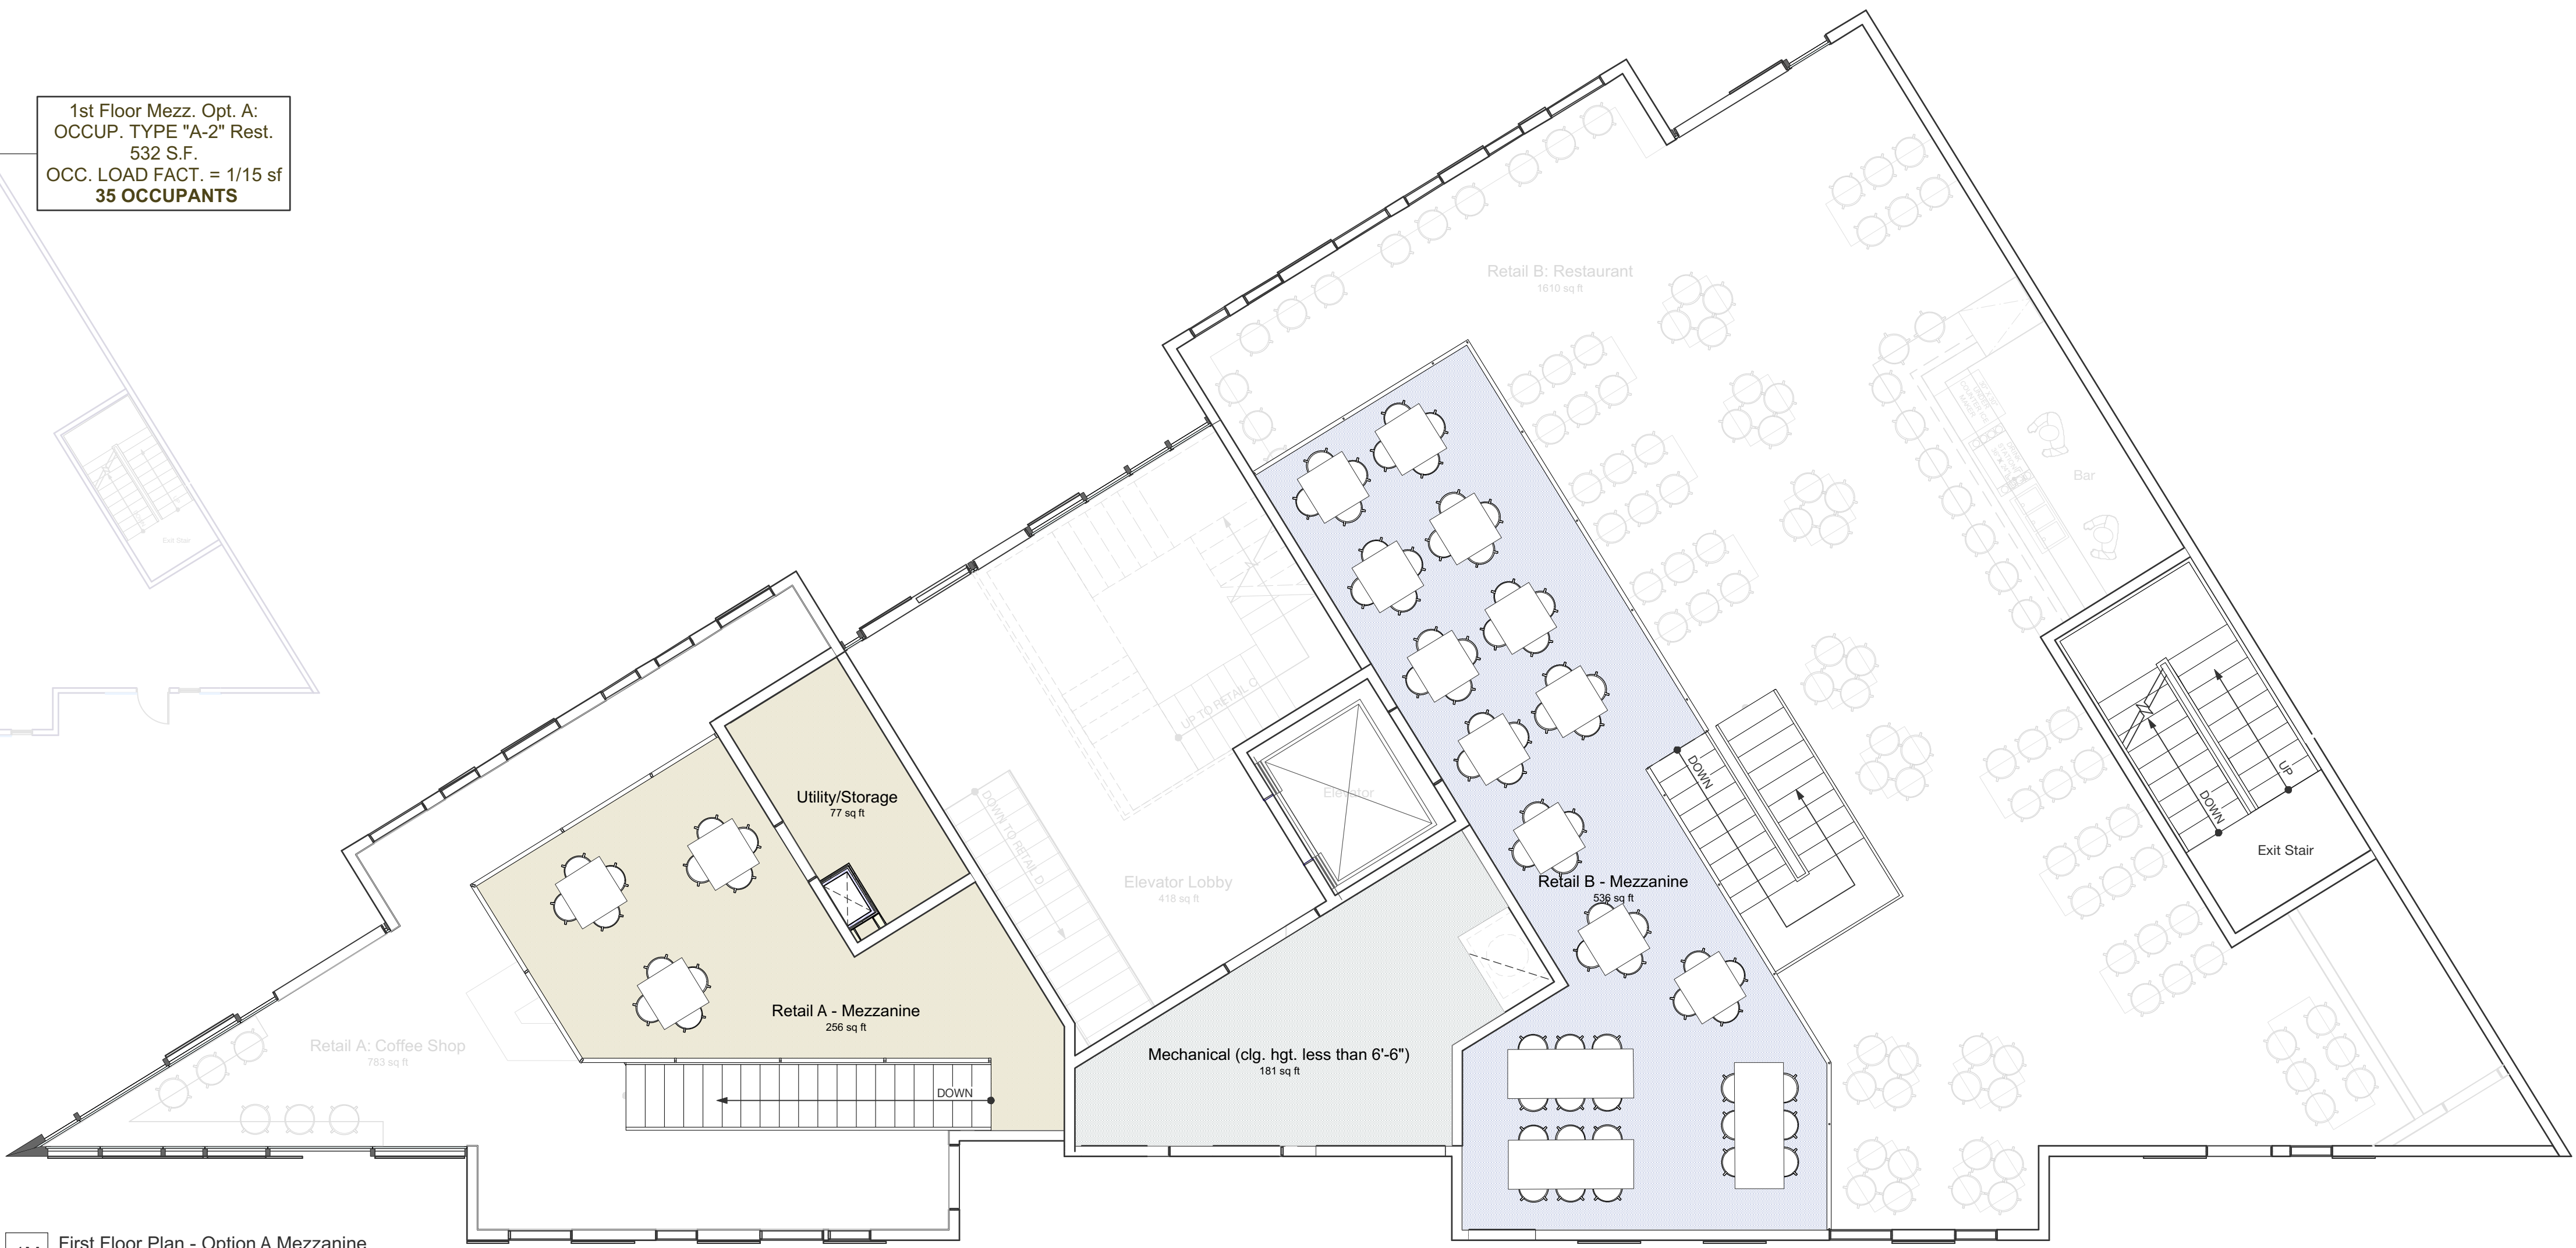 1st Floor Mezz. Opt. A:
OCCUP. TYPE "A-2" Rest.
532 S.F.
OCC. LOAD FACT. = 1/15 sf
35 OCCUPANTS
Exit Stair
Retail B: Restaurant
1610 sq ft
Bar
UP TO RETAIL C
DOWN TO RETAIL D
Elevator
Utility/Storage
77 sq ft
Elevator Lobby
418 sq ft
DOWN
Retail B - Mezzanine
536 sq ft
UP
DOWN
Exit Stair
Retail A - Mezzanine
256 sq ft
Retail A: Coffee Shop
783 sq ft
Mechanical (clg. hgt. less than 6'-6")
181 sq ft
DOWN
First Floor Plan - Option A Mezzanine